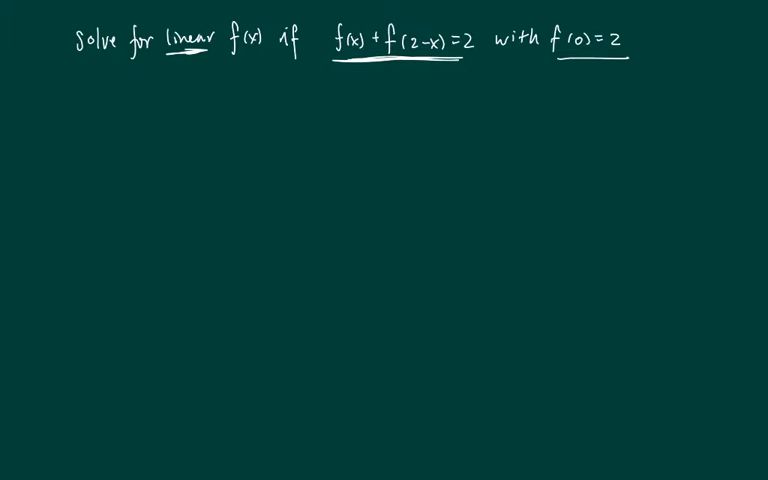 Solve for linear f(x) if f(x) + f(2-x) = 2 with f(0) = 2